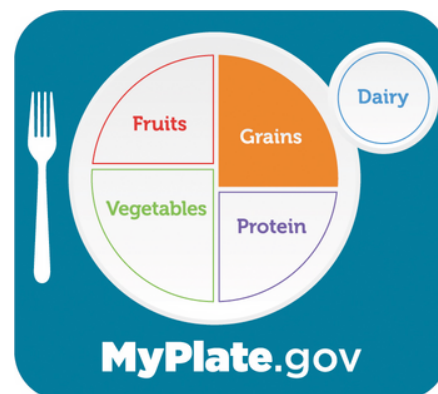 Dairy
Fruits
Grains
Vegetables
Protein
MyPlate.gov